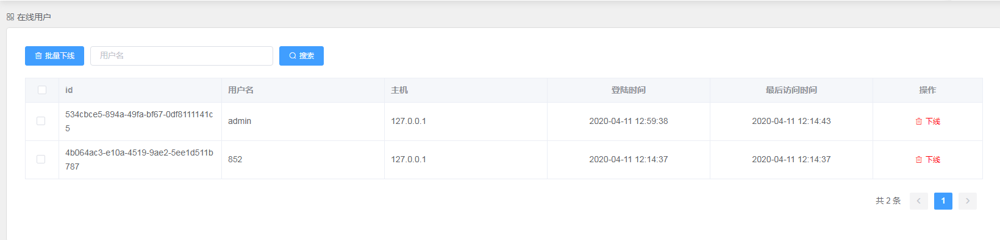 在线用户
批量下线 用户名 搜索
id 用户名 主机 登陆时间 最后访问时间 操作
534cbce5-894a-49fa-bf67-0df8111141c
5 admin 127.0.0.1 2020-04-11 12:59:38 2020-04-11 12:14:43 下线
4b064ac3-e10a-4519-9ae2-5ee1d511b
787 852 127.0.0.1 2020-04-11 12:14:37 2020-04-11 12:14:37 下线
共 2 条 1